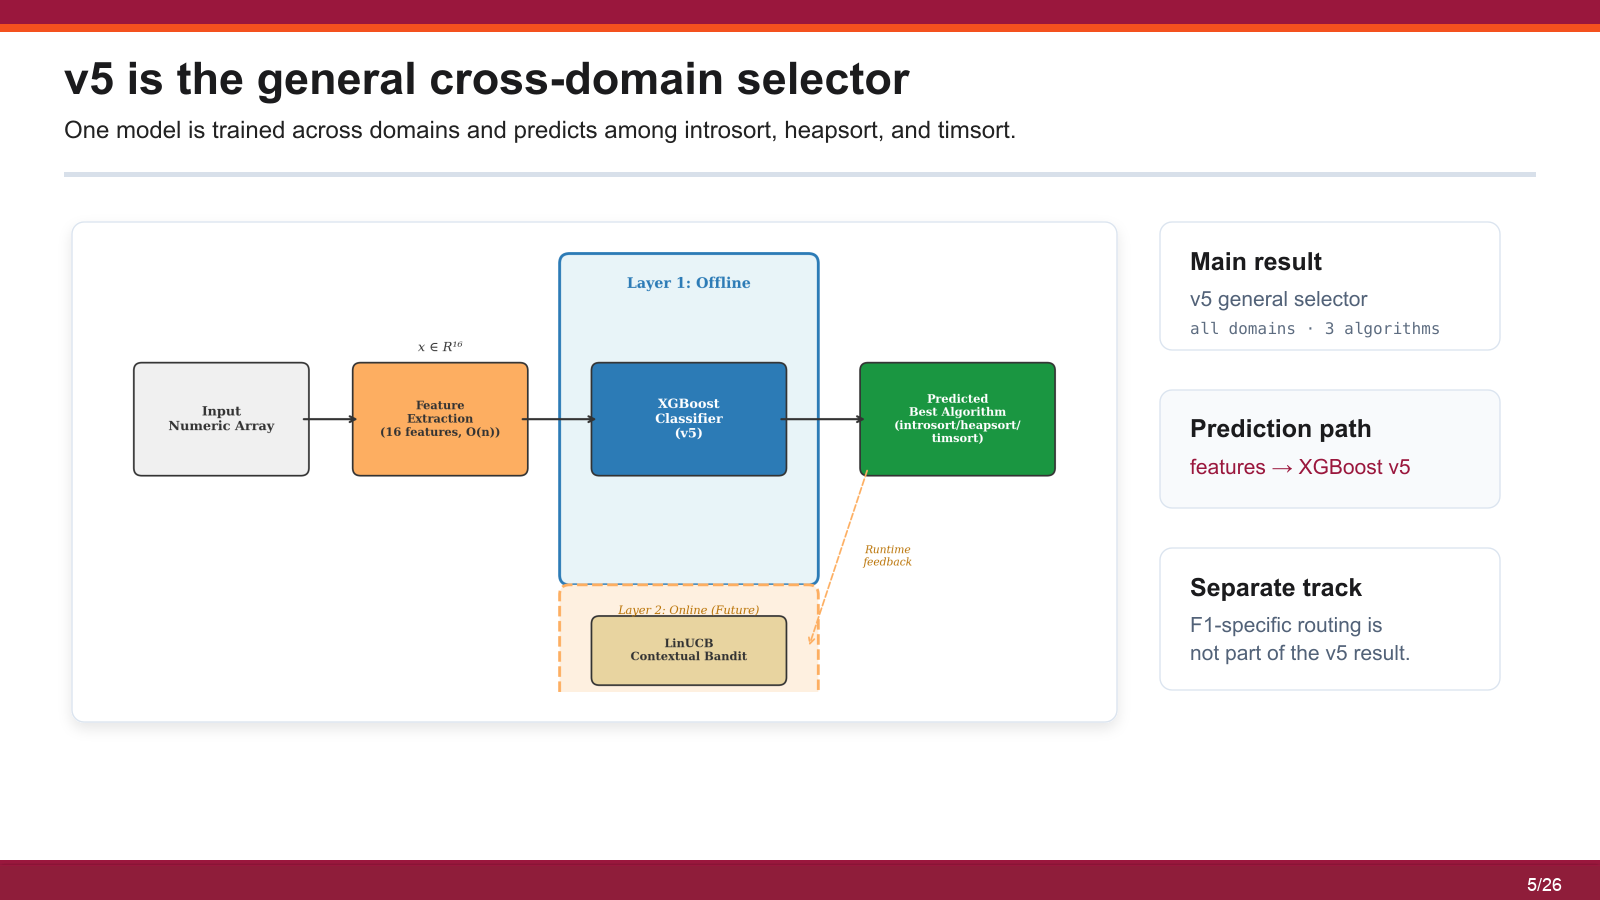 v5 is the general cross-domain selector
One model is trained across domains and predicts among introsort, heapsort, and timsort.
Layer 1: Offline
x ∈ R¹⁶
Input
Numeric Array
Feature
Extraction
(16 features, O(n))
XGBoost
Classifier
(v5)
Predicted
Best Algorithm
(introsort/heapsort/
timsort)
Runtime
feedback
Layer 2: Online (Future)
LinUCB
Contextual Bandit
Main result
v5 general selector
all domains · 3 algorithms
Prediction path
features → XGBoost v5
Separate track
F1-specific routing is
not part of the v5 result.
5/26